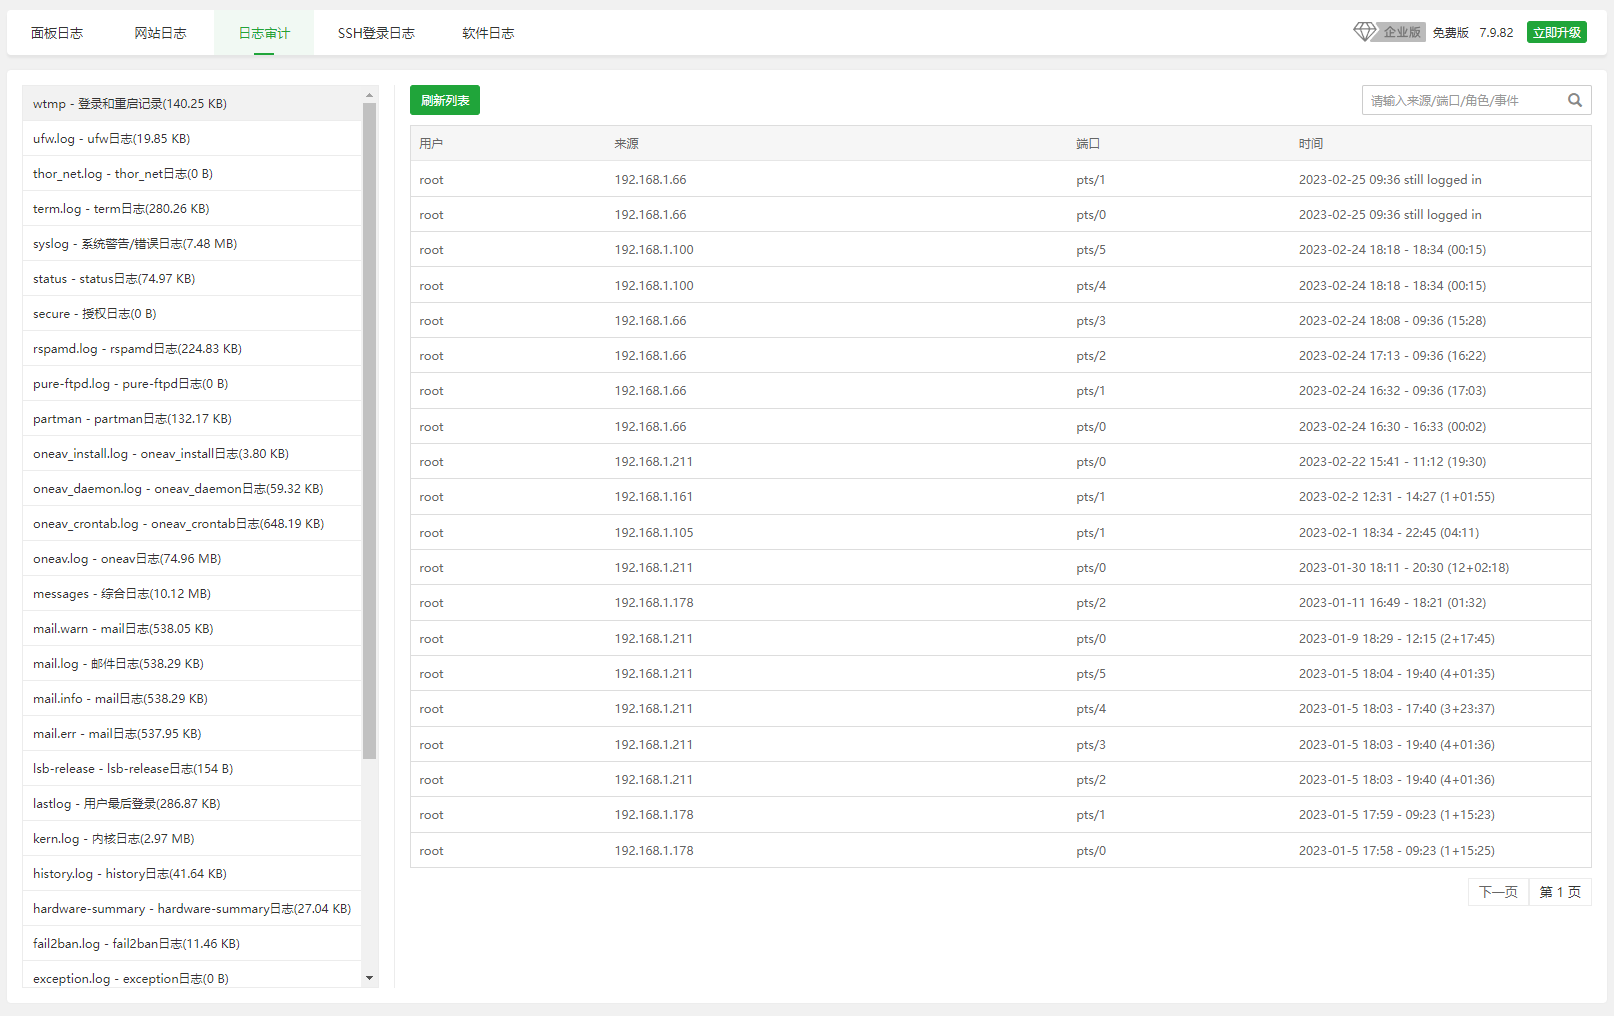 面板日志 网站日志 日志审计 SSH登录日志 软件日志 企业版 免费版 7.9.82 立即升级
wtmp - 登录和重启记录(140.25 KB)
ufw.log - ufw日志(19.85 KB)
thor_net.log - thor_net日志(0 B)
term.log - term日志(280.26 KB)
syslog - 系统警告/错误日志(7.48 MB)
status - status日志(74.97 KB)
secure - 授权日志(0 B)
rspamd.log - rspamd日志(224.83 KB)
pure-ftpd.log - pure-ftpd日志(0 B)
partman - partman日志(132.17 KB)
oneav_install.log - oneav_install日志(3.80 KB)
oneav_daemon.log - oneav_daemon日志(59.32 KB)
oneav_crontab.log - oneav_crontab日志(648.19 KB)
oneav.log - oneav日志(74.96 MB)
messages - 综合日志(10.12 MB)
mail.warn - mail日志(538.05 KB)
mail.log - 邮件日志(538.29 KB)
mail.info - mail日志(538.29 KB)
mail.err - mail日志(537.95 KB)
lsb-release - lsb-release日志(154 B)
lastlog - 用户最后登录(286.87 KB)
kern.log - 内核日志(2.97 MB)
history.log - history日志(41.64 KB)
hardware-summary - hardware-summary日志(27.04 KB)
fail2ban.log - fail2ban日志(11.46 KB)
exception.log - exception日志(0 B)
刷新列表 请输入来源/端口/角色/事件
用户 来源 端口 时间
root 192.168.1.66 pts/1 2023-02-25 09:36 still logged in
root 192.168.1.66 pts/0 2023-02-25 09:36 still logged in
root 192.168.1.100 pts/5 2023-02-24 18:18 - 18:34 (00:15)
root 192.168.1.100 pts/4 2023-02-24 18:18 - 18:34 (00:15)
root 192.168.1.66 pts/3 2023-02-24 18:08 - 09:36 (15:28)
root 192.168.1.66 pts/2 2023-02-24 17:13 - 09:36 (16:22)
root 192.168.1.66 pts/1 2023-02-24 16:32 - 09:36 (17:03)
root 192.168.1.66 pts/0 2023-02-24 16:30 - 16:33 (00:02)
root 192.168.1.211 pts/0 2023-02-22 15:41 - 11:12 (19:30)
root 192.168.1.161 pts/1 2023-02-2 12:31 - 14:27 (1+01:55)
root 192.168.1.105 pts/1 2023-02-1 18:34 - 22:45 (04:11)
root 192.168.1.211 pts/0 2023-01-30 18:11 - 20:30 (12+02:18)
root 192.168.1.178 pts/2 2023-01-11 16:49 - 18:21 (01:32)
root 192.168.1.211 pts/0 2023-01-9 18:29 - 12:15 (2+17:45)
root 192.168.1.211 pts/5 2023-01-5 18:04 - 19:40 (4+01:35)
root 192.168.1.211 pts/4 2023-01-5 18:03 - 17:40 (3+23:37)
root 192.168.1.211 pts/3 2023-01-5 18:03 - 19:40 (4+01:36)
root 192.168.1.211 pts/2 2023-01-5 18:03 - 19:40 (4+01:36)
root 192.168.1.178 pts/1 2023-01-5 17:59 - 09:23 (1+15:23)
root 192.168.1.178 pts/0 2023-01-5 17:58 - 09:23 (1+15:25)
下一页 第 1 页